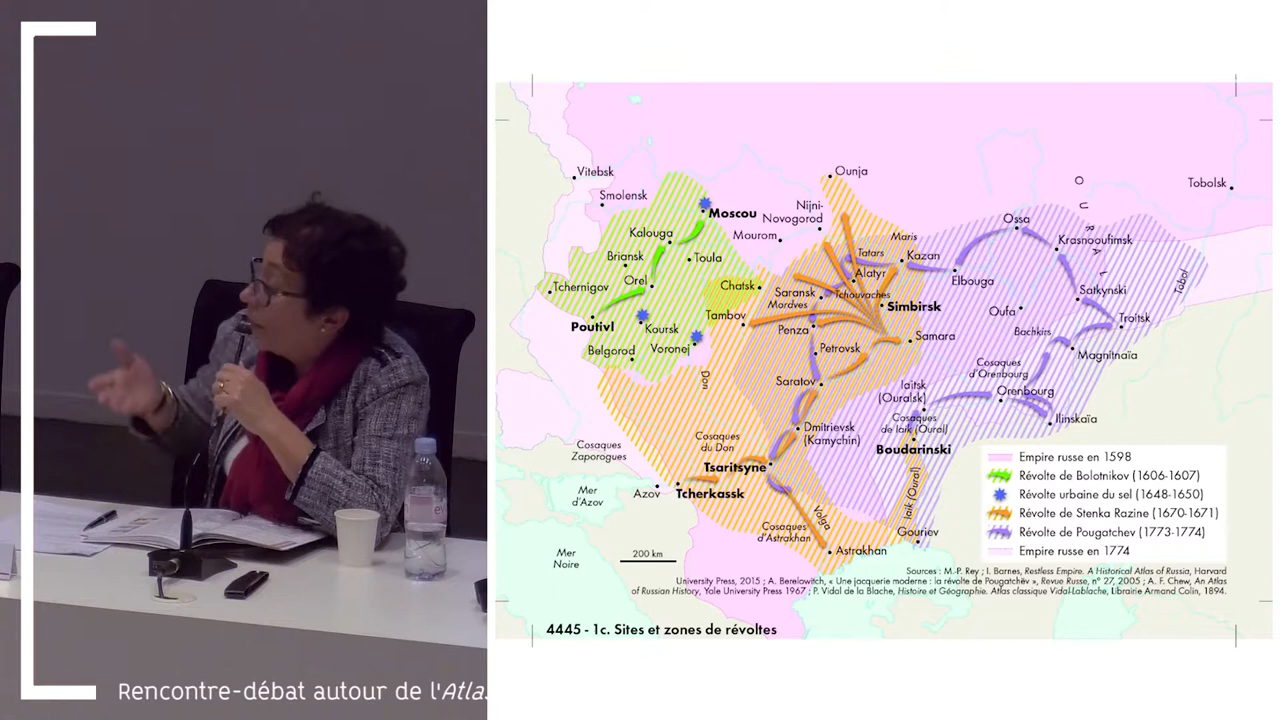 Vitebsk
Smolensk
Ounja
Nijni-
Novogorod
Mourom
Moscou
Kalouga
Toula
Briansk
Orel
Tchernigov
Poutivl
Koursk
Belgorod
Voronej
Chatsk
Tambov
Saransk
Mordves
Penza
Petrovsk
Saratov
Alatyr
Tatars
Tchouvaches
Maris
Kazan
Simbirsk
Samara
Elbouga
Ossa
Krasnooufimsk
OURAL
Tobolsk
Tobol
Satkynski
Oufa
Troïtsk
Bachkirs
Magnitnaïa
Cosaques
d'Orenbourg
Orenbourg
Ilinskaïa
Iaïtsk
(Ouralsk)
Cosaques
de Iaïk (Oural)
Boudarinski
Iaïk (Oural)
Gouriev
Don
Dmitrievsk
(Kamychin)
Cosaques
du Don
Tsaritsyne
Cosaques
Zaporogues
Mer
d'Azov
Azov
Tcherkassk
Volga
Cosaques
d'Astrakhan
Astrakhan
Mer
Noire
200 km
Empire russe en 1598
Révolte de Bolotnikov (1606-1607)
Révolte urbaine du sel (1648-1650)
Révolte de Stenka Razine (1670-1671)
Révolte de Pougatchev (1773-1774)
Empire russe en 1774
Sources : M.-P. Rey ; I. Barnes, Restless Empire. A Historical Atlas of Russia, Harvard
University Press, 2015 ; A. Berelowitch, « Une jacquerie moderne : la révolte de Pougatchëv », Revue Russe, n° 27, 2005 ; A. F. Chew, An Atlas
of Russian History, Yale University Press 1967 ; P. Vidal de la Blache, Histoire et Géographie. Atlas classique Vidal-Lablache, Librairie Armand Colin, 1894.
4445 - 1c. Sites et zones de révoltes
Rencontre-débat autour de l'Atlas